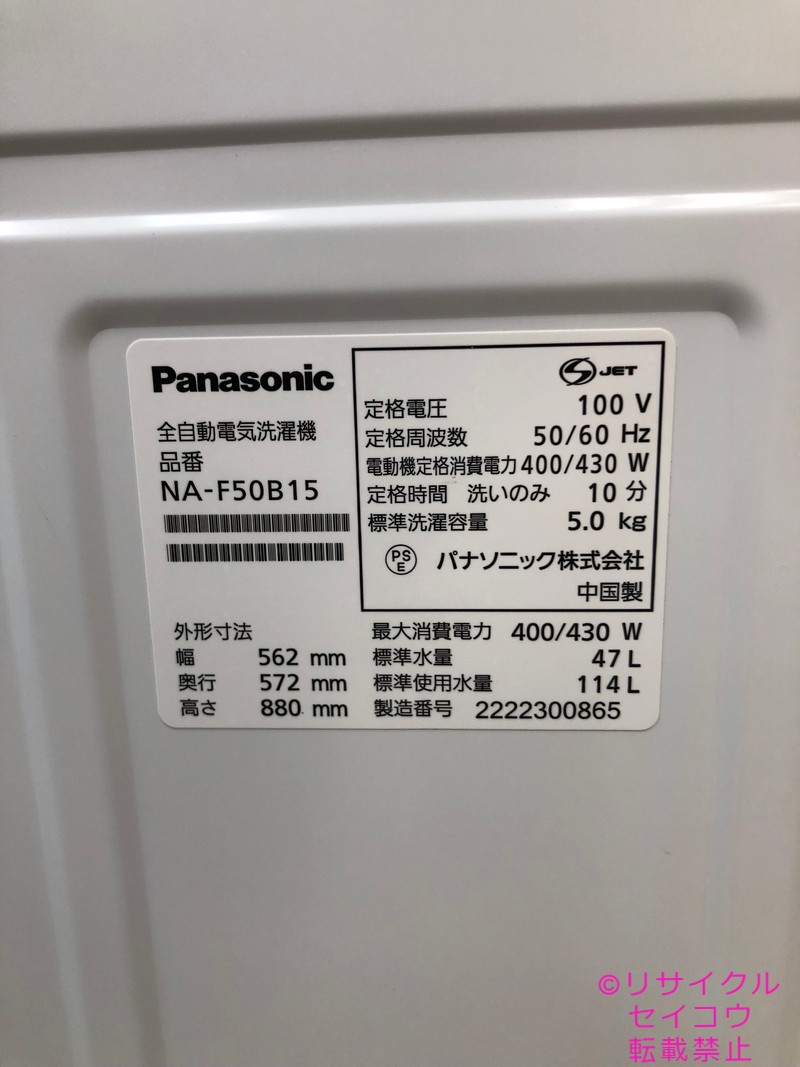 Panasonic
全自動電気洗濯機
品番
NA-F50B15
JET
定格電圧 100 V
定格周波数 50/60 Hz
電動機定格消費電力 400/430 W
定格時間 洗いのみ 10 分
標準洗濯容量 5.0 kg
PS
E
パナソニック株式会社
中国製
外形寸法
幅 562 mm
奥行 572 mm
高さ 880 mm
最大消費電力 400/430 W
標準水量 47 L
標準使用水量 114 L
製造番号 2222300865
©リサイクル
セイコウ
転載禁止